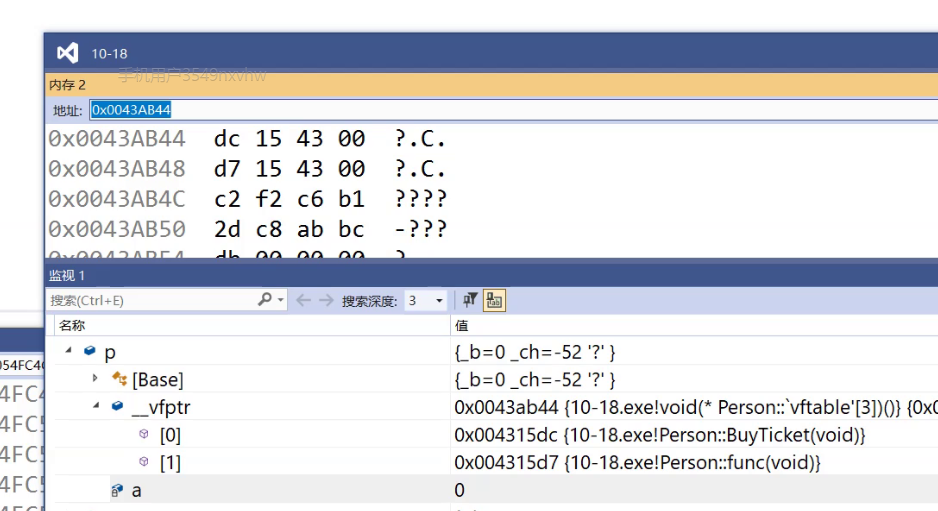 10-18
手机用户3549nxvhw
内存 2
地址: 0x0043AB44
0x0043AB44 dc 15 43 00 ?.C.
0x0043AB48 d7 15 43 00 ?.C.
0x0043AB4C c2 f2 c6 b1 ????
0x0043AB50 2d c8 ab bc -???
监视 1
搜索(Ctrl+E) 搜索深度: 3
名称 值
p {_b=0 _ch=-52 '?' }
[Base] {_b=0 _ch=-52 '?' }
__vfptr 0x0043ab44 {10-18.exe!void(* Person::`vftable'[3])()} {0x0
[0] 0x004315dc {10-18.exe!Person::BuyTicket(void)}
[1] 0x004315d7 {10-18.exe!Person::func(void)}
a 0
054FC4
4FC4
4FC5
4FC5
4FC5